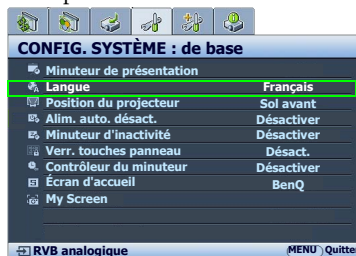 CONFIG. SYSTÈME : de base
Minuteur de présentation
Langue Français
Position du projecteur Sol avant
Alim. auto. désact. Désactiver
Minuteur d'inactivité Désactiver
Verr. touches panneau Désact.
Contrôleur du minuteur Désactiver
Écran d'accueil BenQ
My Screen
RVB analogique MENU Quitter